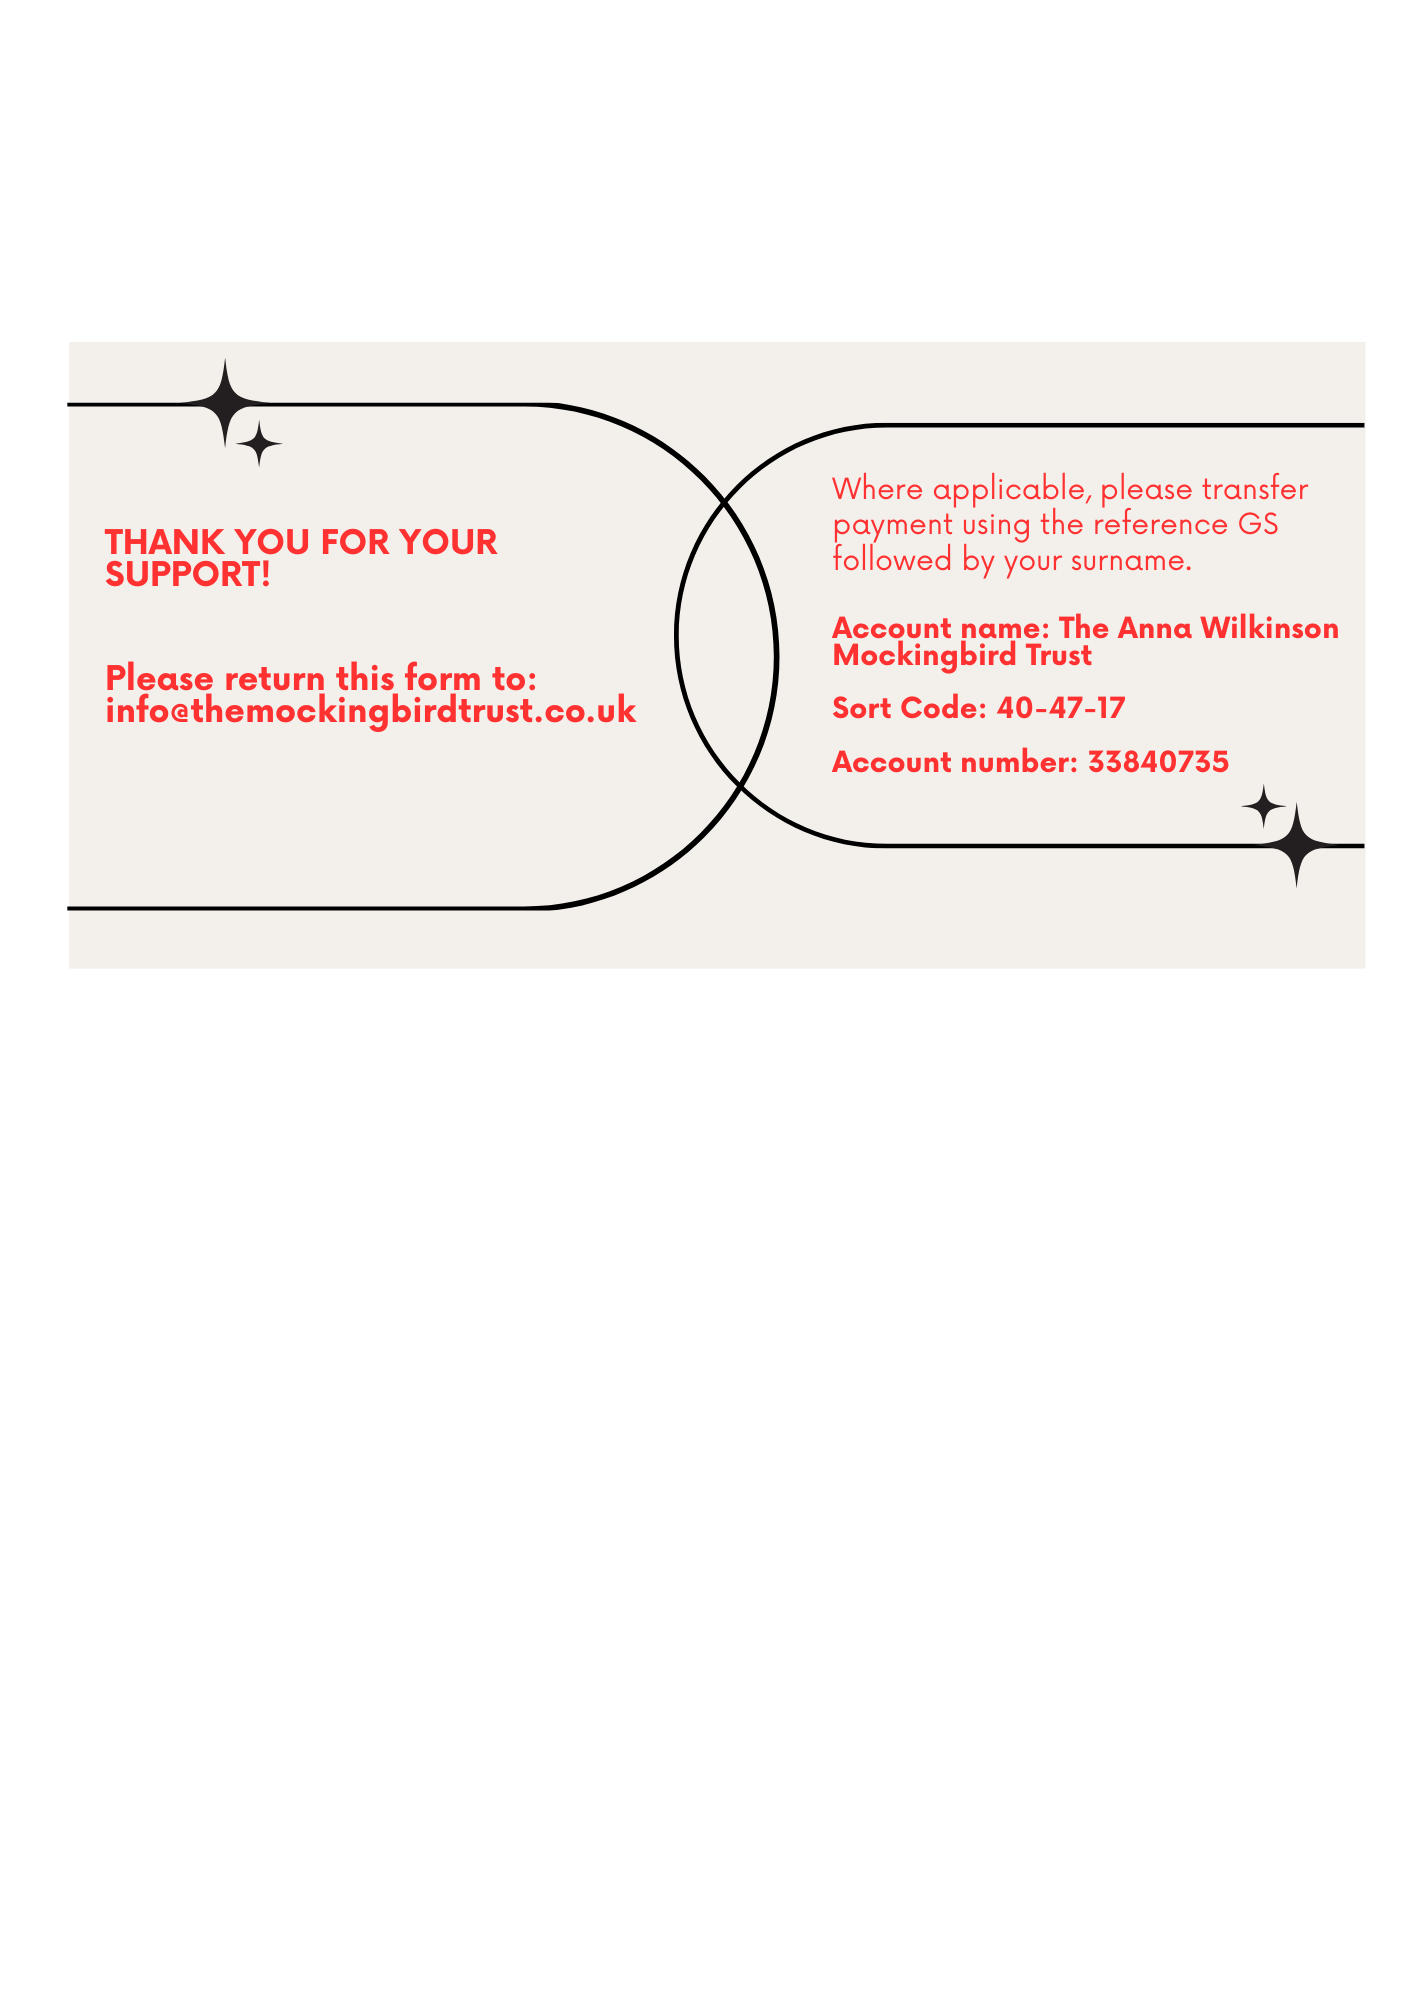 THANK YOU FOR YOUR
SUPPORT!
Please return this form to:
info@themockingbirdtrust.co.uk
Where applicable, please transfer
payment using the reference GS
followed by your surname.
Account name: The Anna Wilkinson
Mockingbird Trust
Sort Code: 40-47-17
Account number: 33840735